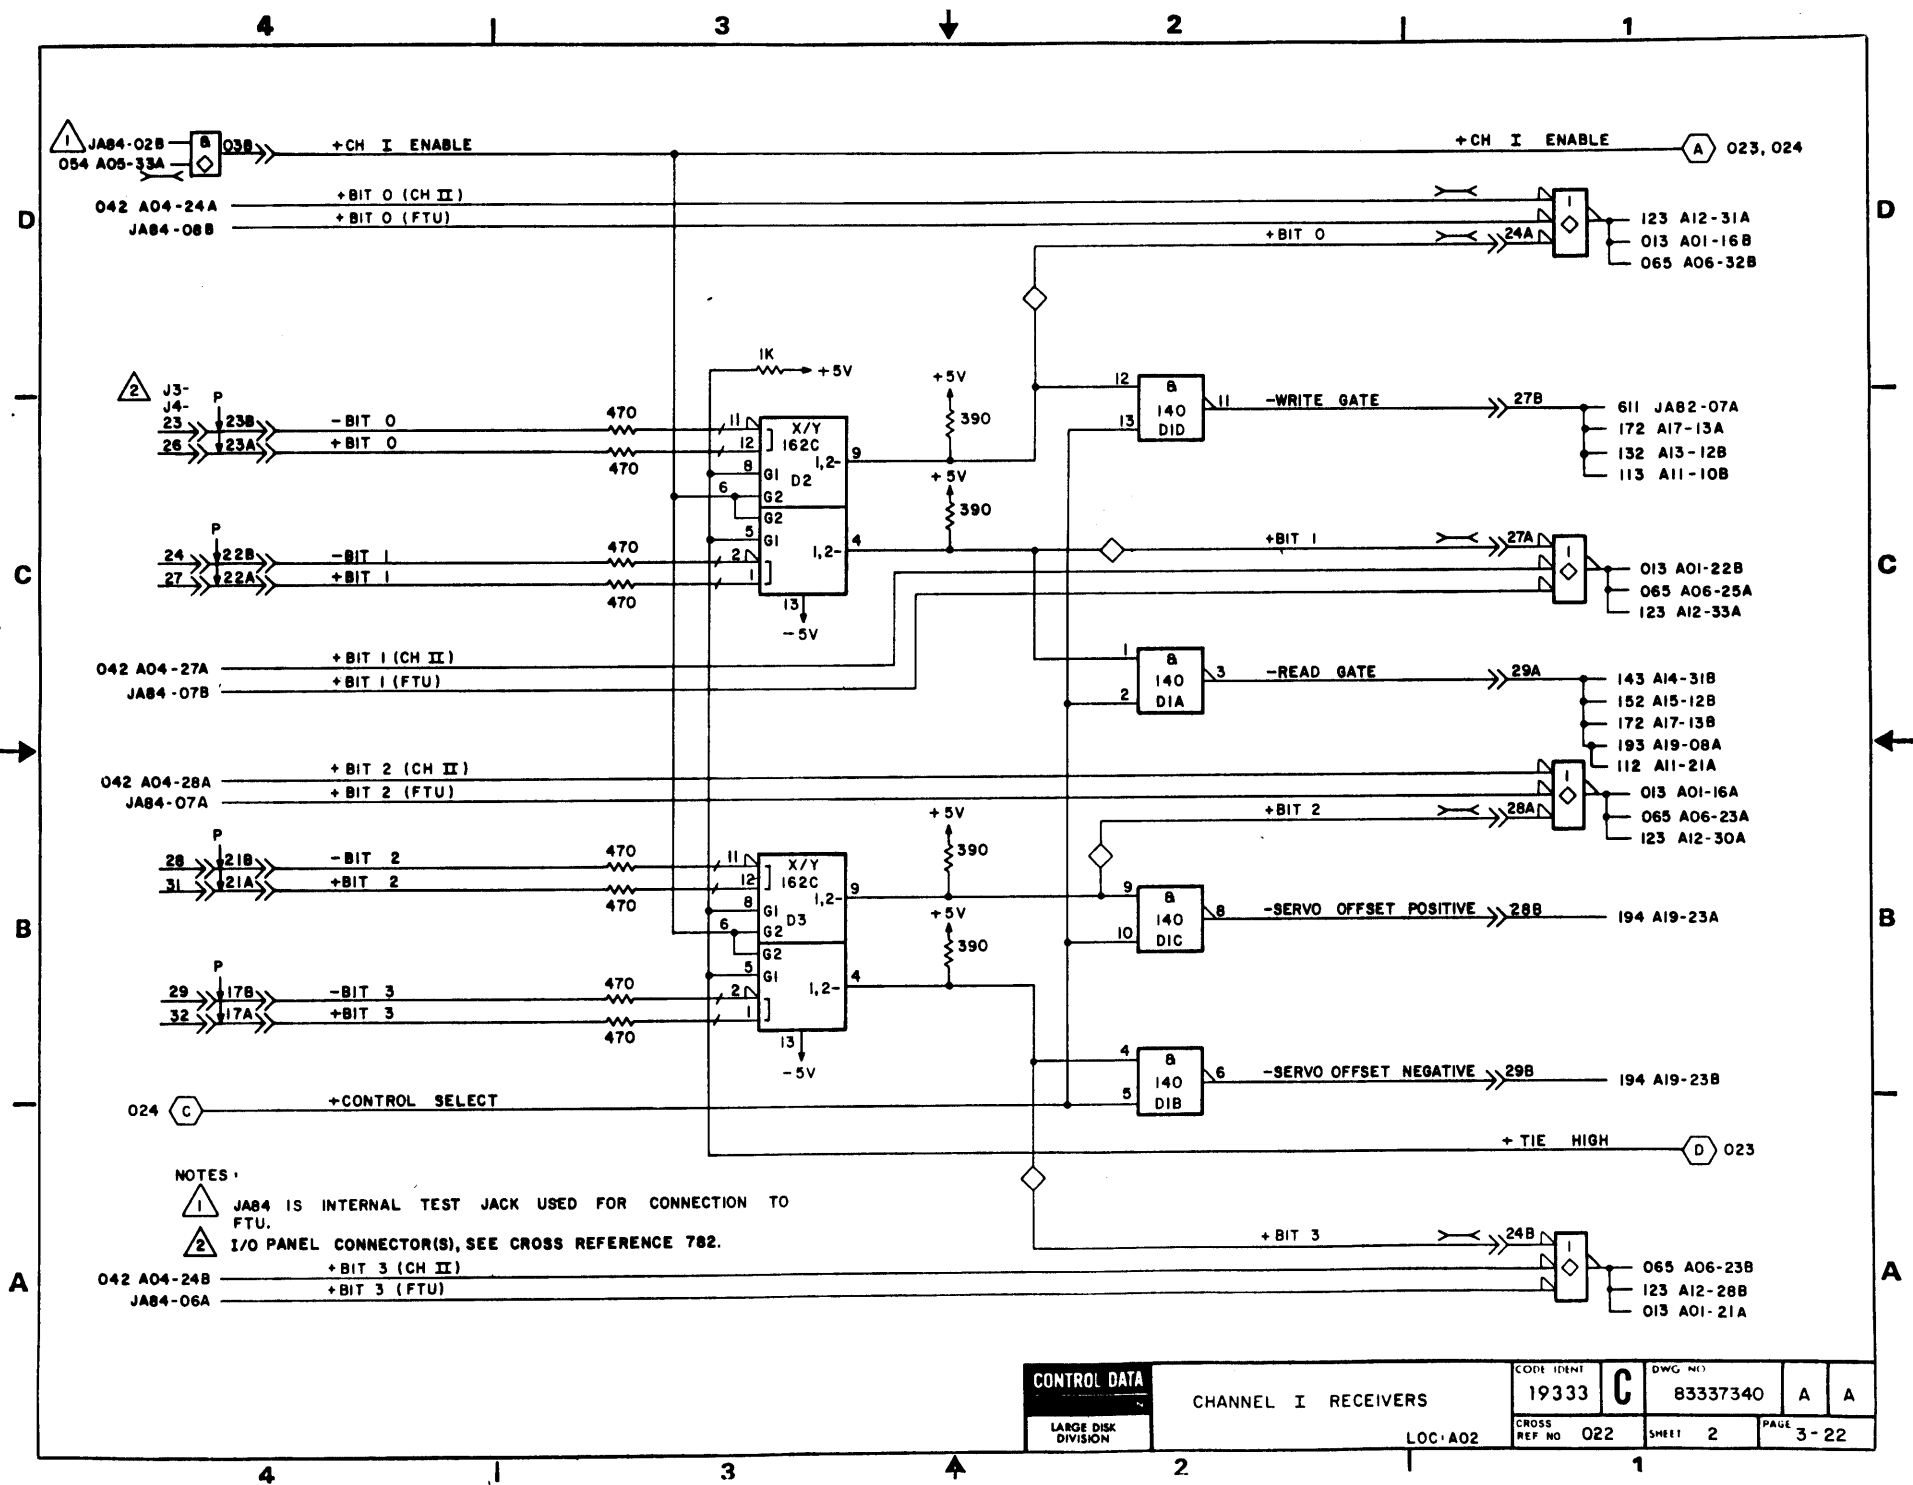 4 3 2 1
D D
C C
B B
A A
1 JA84-02B & 03B +CH I ENABLE +CH I ENABLE A 023, 024
054 A05-33A
042 A04-24A +BIT 0 (CH II) 1
JA84-08B +BIT 0 (FTU) 123 A12-31A
+BIT 0 24A 013 A01-16B
065 A06-32B
1K +5V
2 J3-
J4-
P +5V 390
23 23B -BIT 0 470 11 X/Y
26 23A +BIT 0 470 12 162C 1,2- 9
8 G1 D2
6 G2
G2
5 G1 +5V 390
P
24 22B -BIT 1 470 2 1,2- 4
27 22A +BIT 1 470 1
13 -5V
12 & 11 -WRITE GATE 27B 611 JA82-07A
13 140 172 A17-13A
D1D 132 A13-12B
113 A11-10B
+BIT 1 27A 1 013 A01-22B
065 A06-25A
123 A12-33A
042 A04-27A +BIT 1 (CH II)
JA84-07B +BIT 1 (FTU)
1 & 3 -READ GATE 29A 143 A14-31B
2 140 152 A15-12B
D1A 172 A17-13B
193 A19-08A
112 A11-21A
042 A04-28A +BIT 2 (CH II) 1
JA84-07A +BIT 2 (FTU) 013 A01-16A
+BIT 2 28A 065 A06-23A
123 A12-30A
P +5V 390
28 21B -BIT 2 470 11 X/Y
31 21A +BIT 2 470 12 162C 1,2- 9
8 G1 D3
6 G2
G2
5 G1 +5V 390
P
29 17B -BIT 3 470 2 1,2- 4
32 17A +BIT 3 470 1
13 -5V
9 & 8 -SERVO OFFSET POSITIVE 28B 194 A19-23A
10 140
D1C
4 & 6 -SERVO OFFSET NEGATIVE 29B 194 A19-23B
5 140
D1B
024 C +CONTROL SELECT
+ TIE HIGH D 023
NOTES:
1 JA84 IS INTERNAL TEST JACK USED FOR CONNECTION TO
FTU.
2 I/O PANEL CONNECTOR(S), SEE CROSS REFERENCE 782.
+BIT 3 24B 1
042 A04-24B +BIT 3 (CH II) 065 A06-23B
JA84-06A +BIT 3 (FTU) 123 A12-28B
013 A01-21A
CONTROL DATA
LARGE DISK
DIVISION
CHANNEL I RECEIVERS
LOC: A02
CODE IDENT
19333 C
DWG NO
83337340 A A
CROSS
REF NO 022
SHEET 2
PAGE 3-22
4 3 2 1